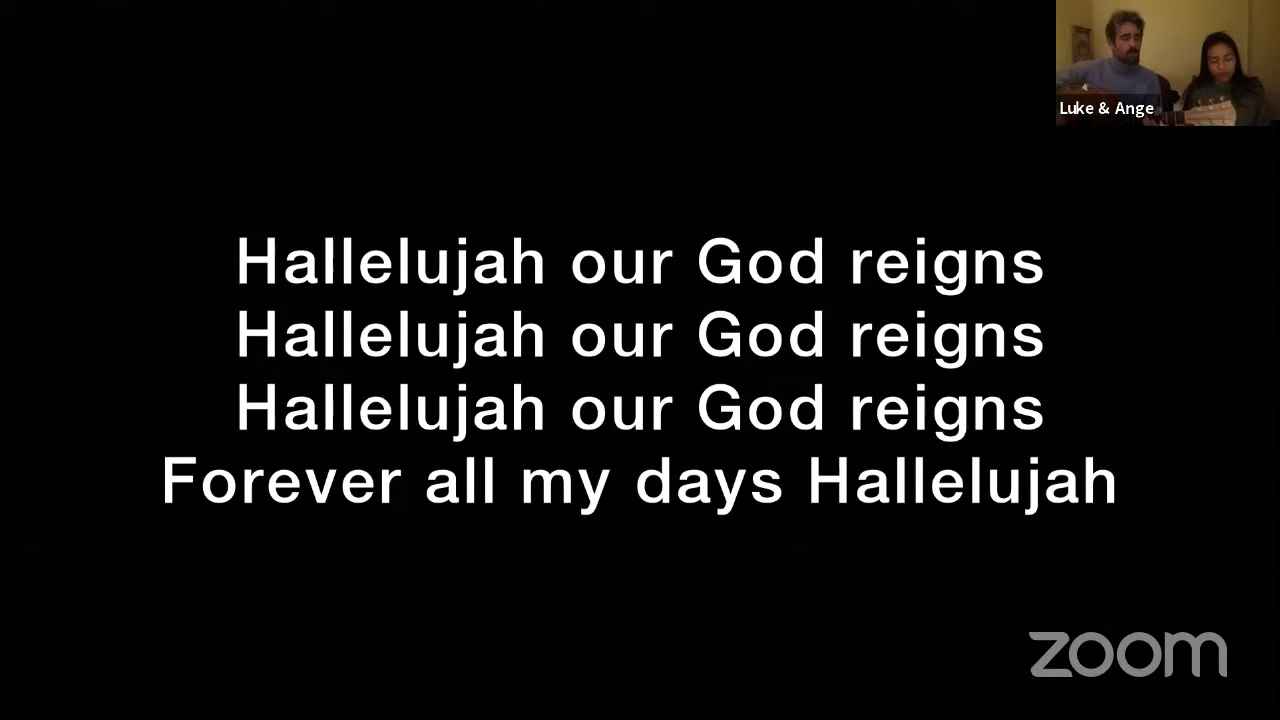 Luke & Ange
Hallelujah our God reigns
Hallelujah our God reigns
Hallelujah our God reigns
Forever all my days Hallelujah
zoom